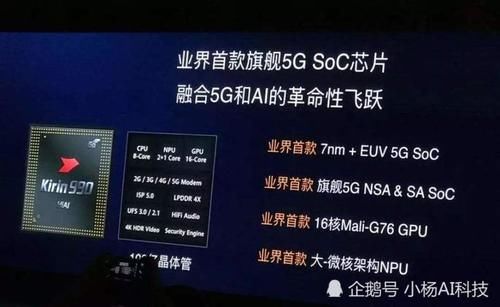 业界首款旗舰5G SoC芯片
融合5G和AI的革命性飞跃
Kirin 990
CPU
8-Core
NPU
2+1 Core
GPU
16-Core
2G / 3G / 4G / 5G Modem
ISP 5.0
LPDDR 4X
UFS 3.0 / 2.1
HiFi Audio
4K HDR Video
Security Engine
亿晶体管
业界首款 7nm + EUV 5G SoC
业界首款 旗舰5G NSA & SA SoC
业界首款 16核Mali-G76 GPU
业界首款 大-微核架构NPU
企鹅号 小杨AI科技